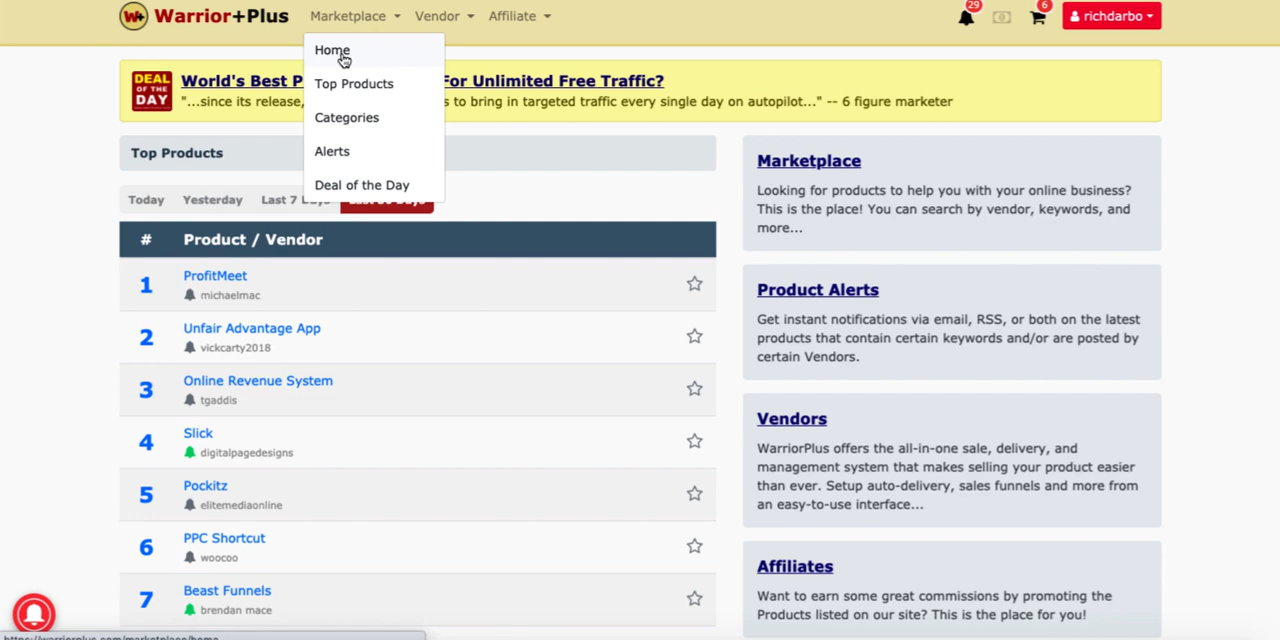 Warrior+Plus
Marketplace
Vendor
Affiliate
29
6
richdarbo
Home
Top Products
Categories
Alerts
Deal of the Day
DEAL
OF THE
DAY
World's Best P For Unlimited Free Traffic?
"...since its release, s to bring in targeted traffic every single day on autopilot..." -- 6 figure marketer
Top Products
Today
Yesterday
Last 7 Days
# Product / Vendor
1 ProfitMeet
michaelmac
2 Unfair Advantage App
vickcarty2018
3 Online Revenue System
tgaddis
4 Slick
digitalpagedesigns
5 Pockitz
elitemediaonline
6 PPC Shortcut
woocoo
7 Beast Funnels
brendan mace
Marketplace
Looking for products to help you with your online business?
This is the place! You can search by vendor, keywords, and
more...
Product Alerts
Get instant notifications via email, RSS, or both on the latest
products that contain certain keywords and/or are posted by
certain Vendors.
Vendors
WarriorPlus offers the all-in-one sale, delivery, and
management system that makes selling your product easier
than ever. Setup auto-delivery, sales funnels and more from
an easy-to-use interface...
Affiliates
Want to earn some great commissions by promoting the
Products listed on our site? This is the place for you!
https://warriorplus.com/marketplace/home